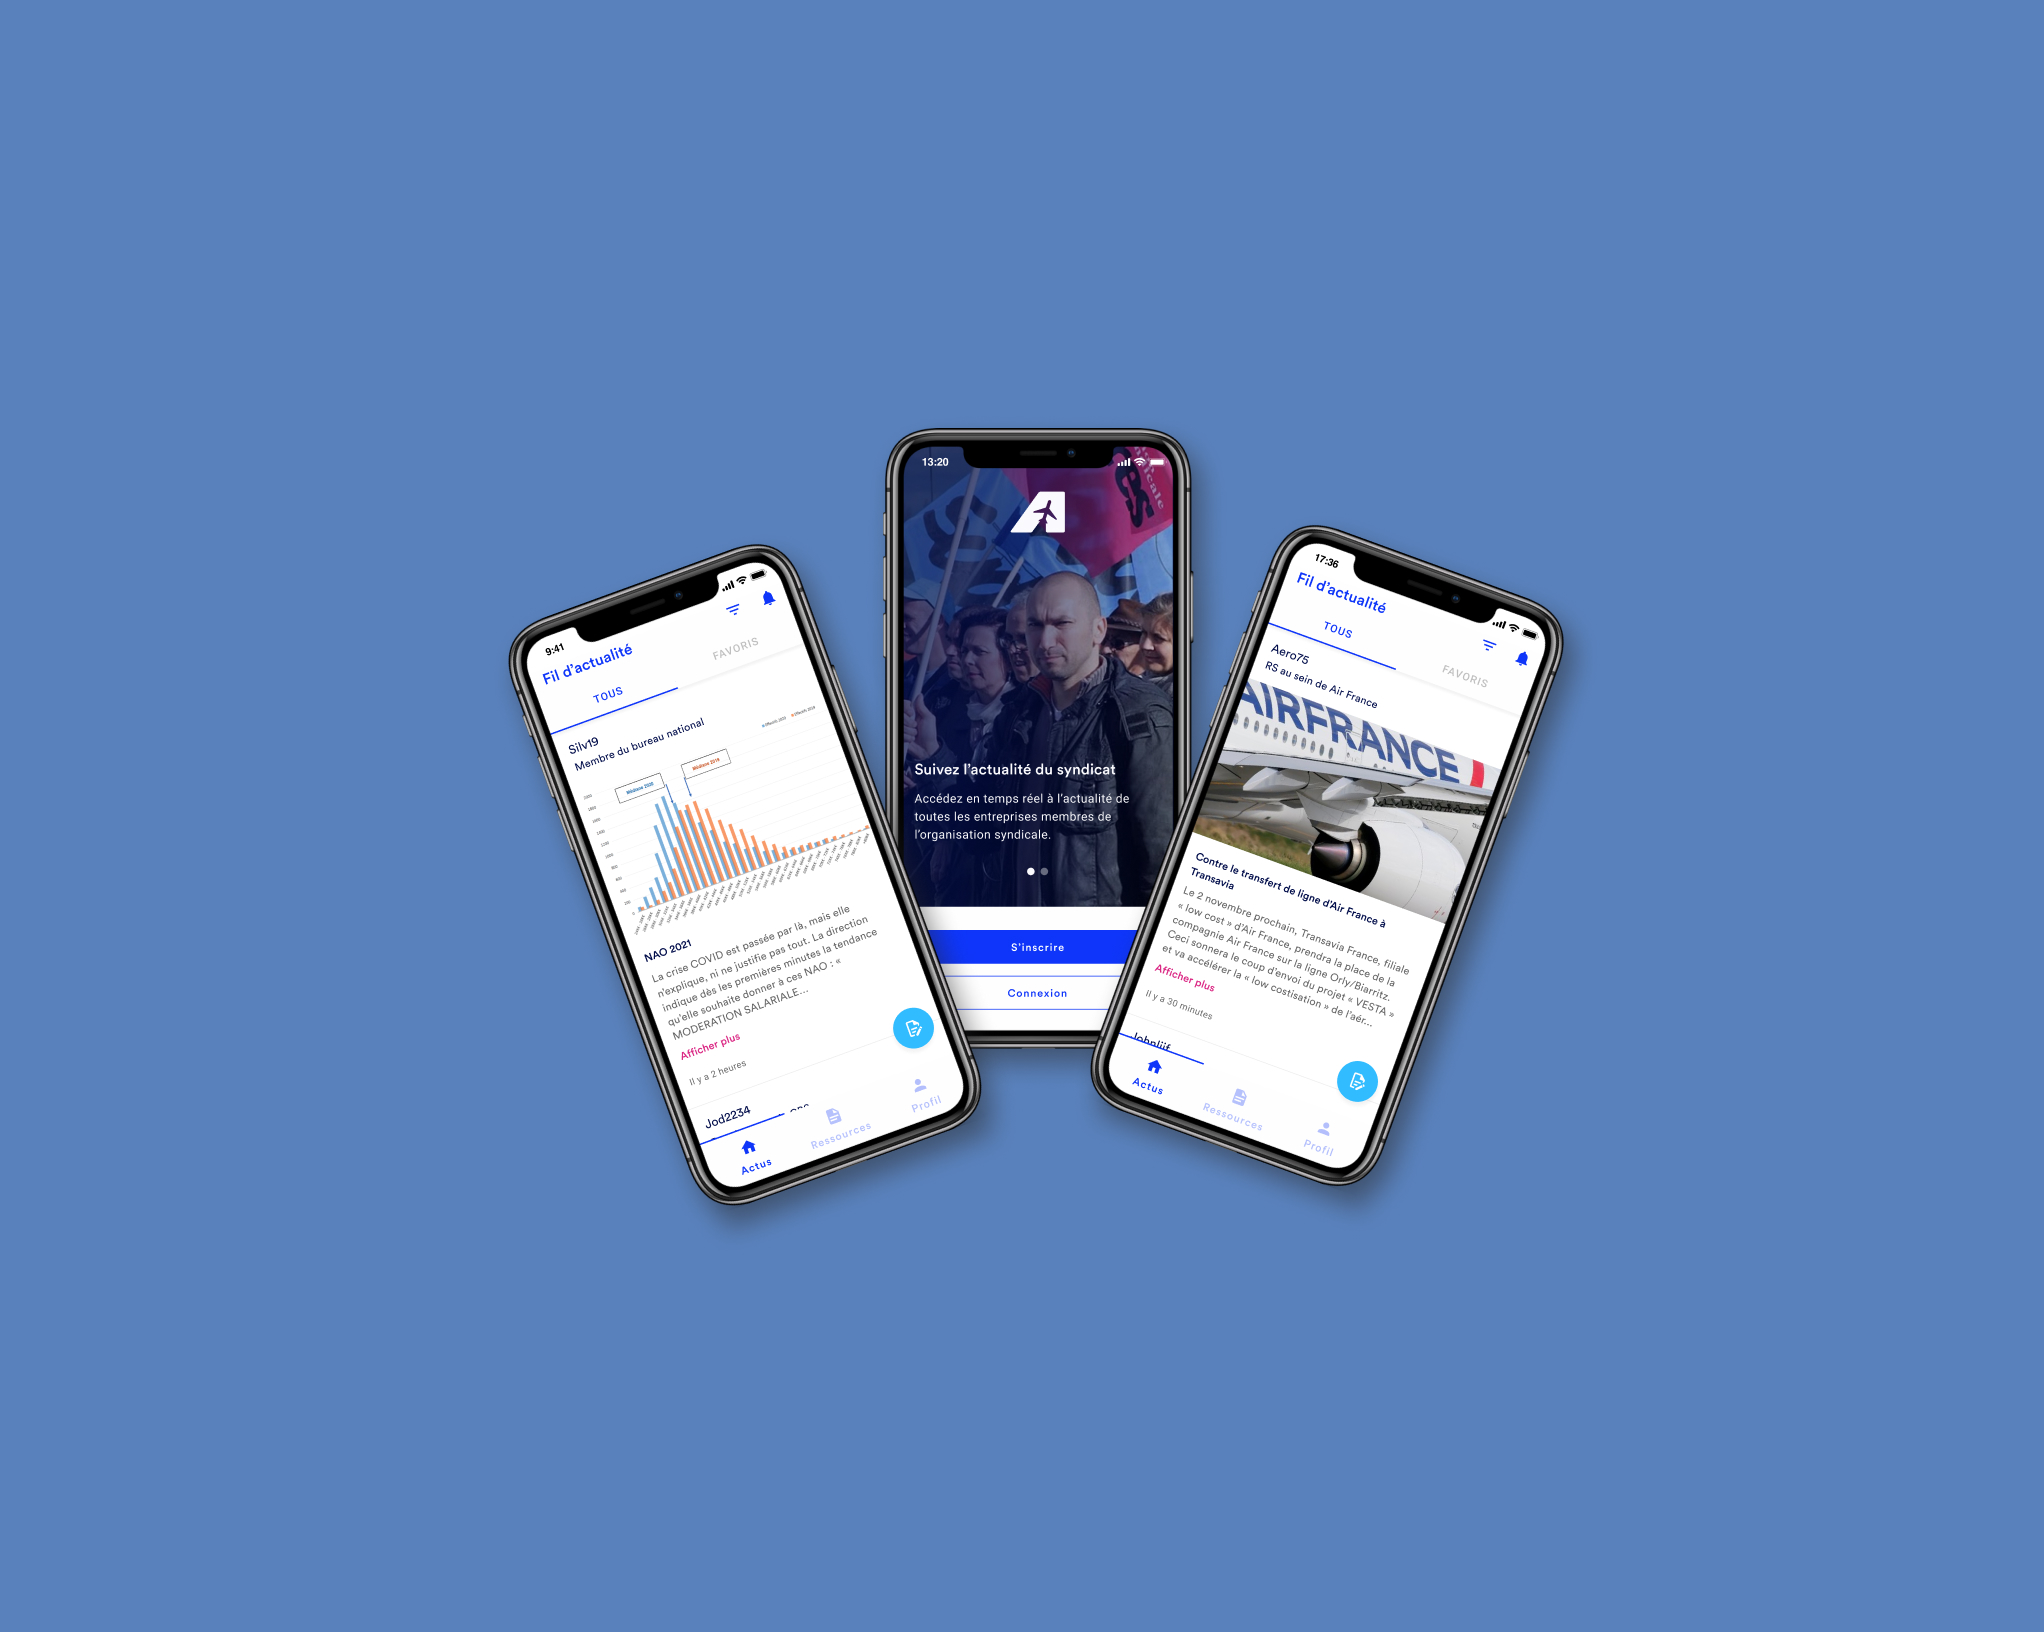 9:41
Fil d'actualité
TOUS
FAVORIS
Silv19
Membre du bureau national
Médiane 2020
Médiane 2019
NAO 2021
La crise COVID est passée par là, mais elle
n'explique, ni ne justifie pas tout. La direction
indique dès les premières minutes la tendance
qu'elle souhaite donner à ces NAO : «
MODERATION SALARIALE...
Afficher plus
Il y a 2 heures
Jod2234
Actus
Ressources
Profil
13:20
Suivez l'actualité du syndicat
Accédez en temps réel à l'actualité de
toutes les entreprises membres de
l'organisation syndicale.
S'inscrire
Connexion
17:36
Fil d'actualité
TOUS
FAVORIS
Aero75
RS au sein de Air France
AIRFRANCE
Contre le transfert de ligne d'Air France à
Transavia
Le 2 novembre prochain, Transavia France, filiale
« low cost » d'Air France, prendra la place de la
compagnie Air France sur la ligne Orly/Biarritz.
Ceci sonnera le coup d'envoi du projet « VESTA »
et va accélérer la « low costisation » de l'aér...
Afficher plus
Il y a 30 minutes
Actus
Ressources
Profil